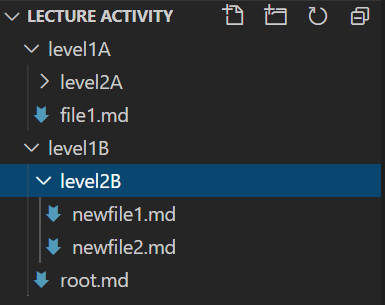 LECTURE ACTIVITY
level1A
level2A
file1.md
level1B
level2B
newfile1.md
newfile2.md
root.md